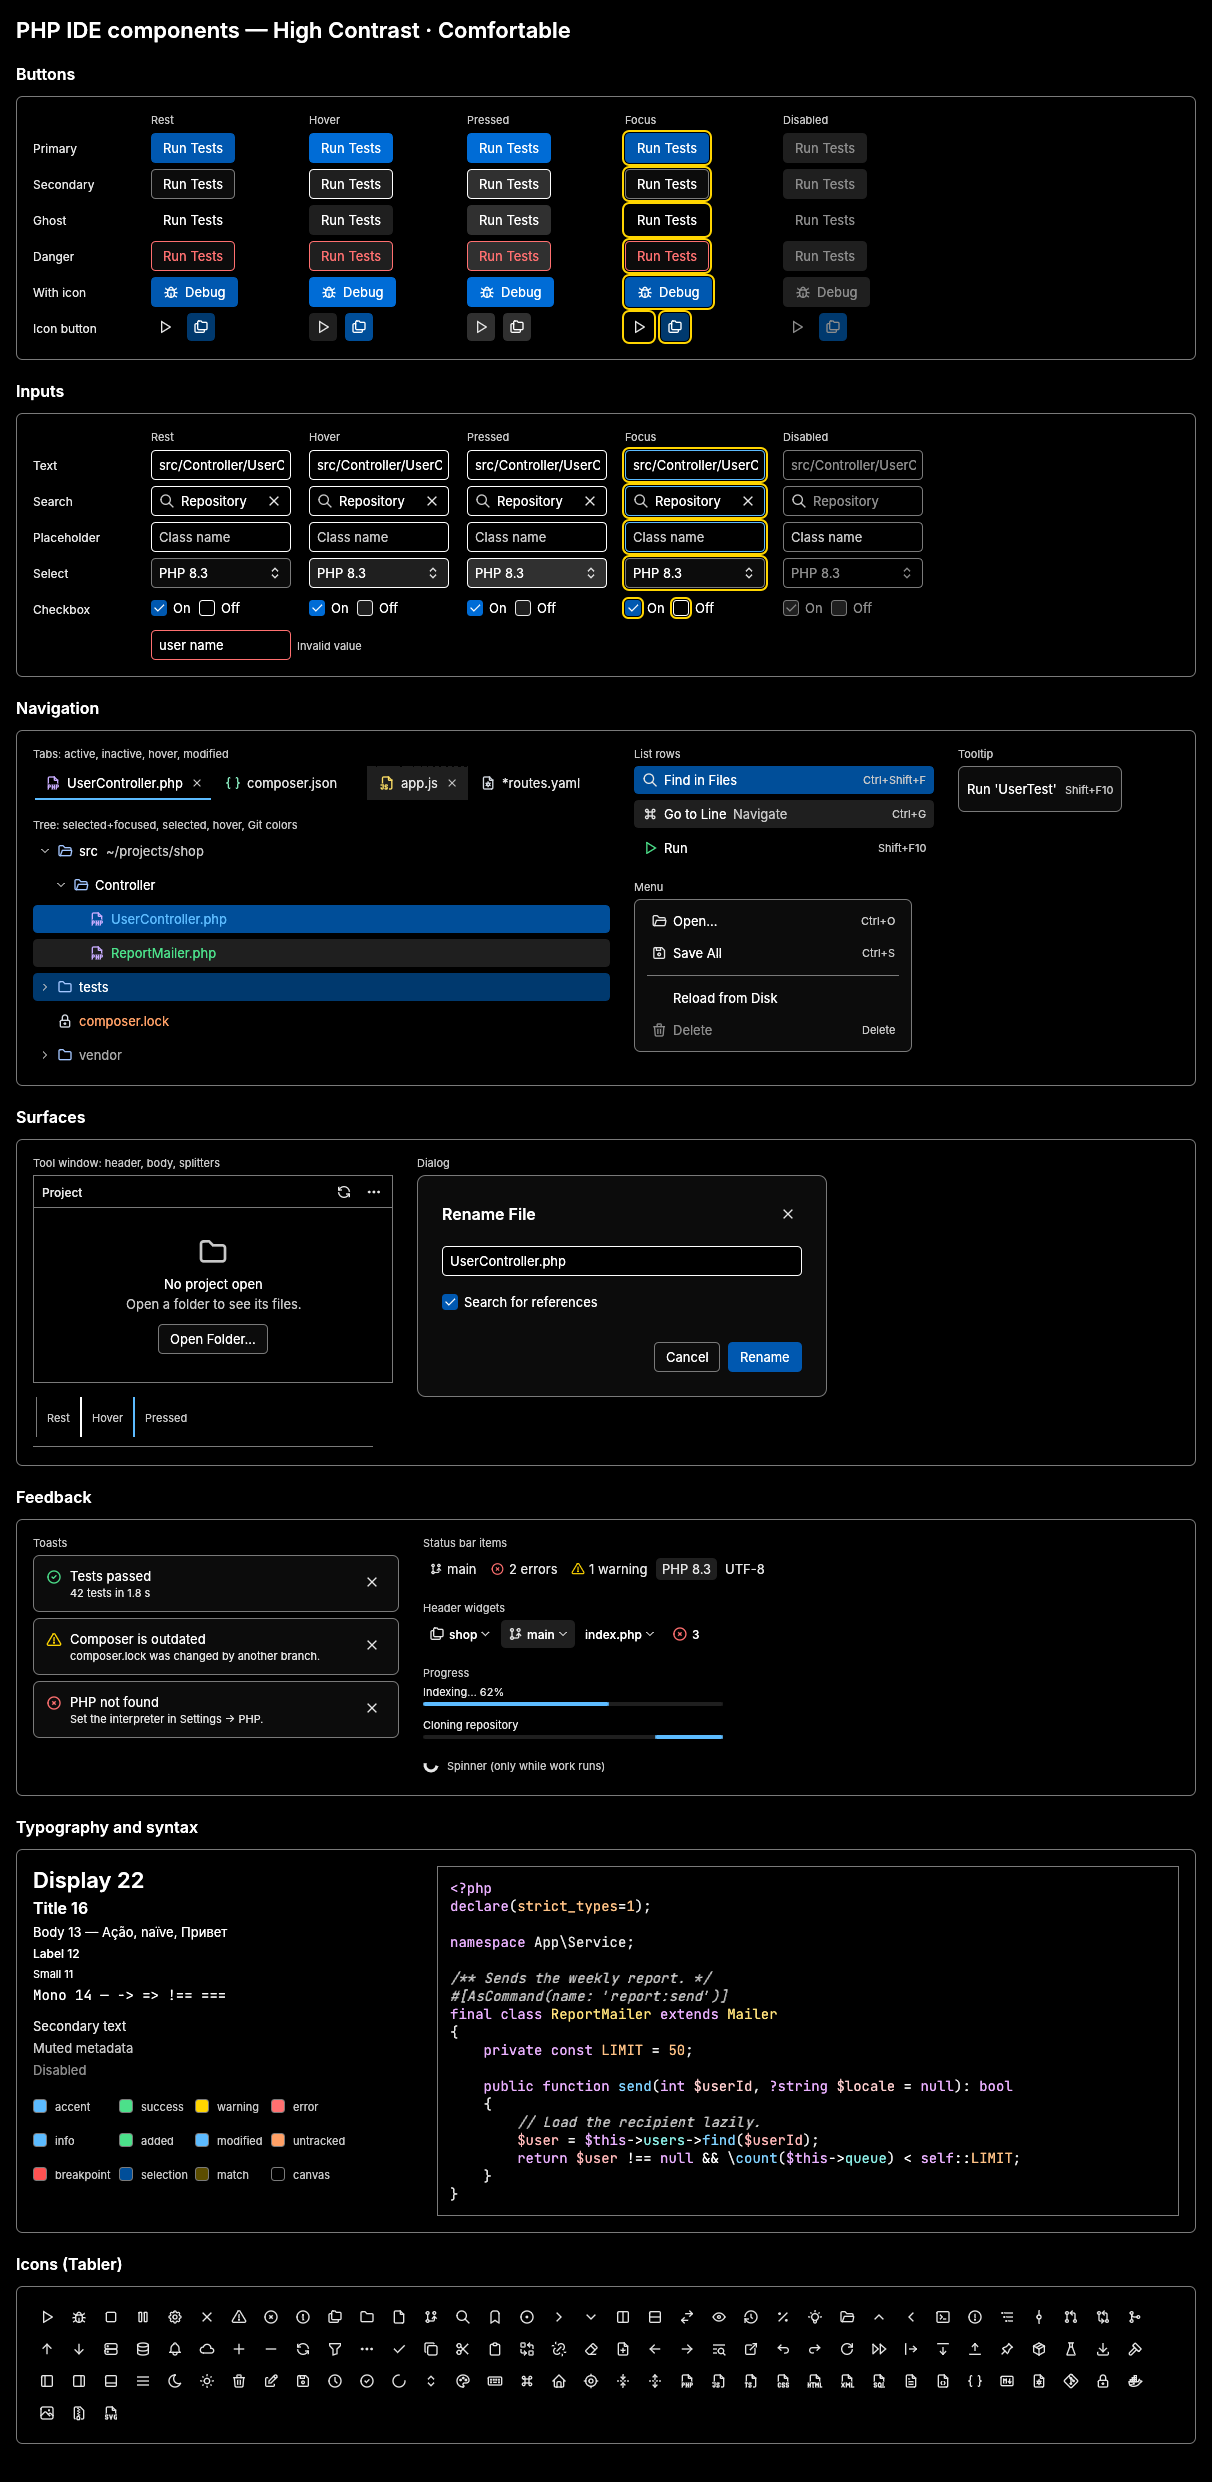 PHP IDE components — High Contrast · Comfortable
Buttons
Rest Hover Pressed Focus Disabled
Primary Run Tests Run Tests Run Tests Run Tests Run Tests
Secondary Run Tests Run Tests Run Tests Run Tests Run Tests
Ghost Run Tests Run Tests Run Tests Run Tests Run Tests
Danger Run Tests Run Tests Run Tests Run Tests Run Tests
With icon Debug Debug Debug Debug Debug
Icon button
Inputs
Rest Hover Pressed Focus Disabled
Text src/Controller/UserC src/Controller/UserC src/Controller/UserC src/Controller/UserC src/Controller/UserC
Search Repository Repository Repository Repository Repository
Placeholder Class name Class name Class name Class name Class name
Select PHP 8.3 PHP 8.3 PHP 8.3 PHP 8.3 PHP 8.3
Checkbox On Off On Off On Off On Off On Off
user name Invalid value
Navigation
Tabs: active, inactive, hover, modified
UserController.php composer.json app.js *routes.yaml
Tree: selected+focused, selected, hover, Git colors
src ~/projects/shop
Controller
UserController.php
ReportMailer.php
tests
composer.lock
vendor
List rows
Find in Files Ctrl+Shift+F
Go to Line Navigate Ctrl+G
Run Shift+F10
Menu
Open... Ctrl+O
Save All Ctrl+S
Reload from Disk
Delete Delete
Tooltip
Run 'UserTest' Shift+F10
Surfaces
Tool window: header, body, splitters
Project
No project open
Open a folder to see its files.
Open Folder...
Rest Hover Pressed
Dialog
Rename File
UserController.php
Search for references
Cancel Rename
Feedback
Toasts
Tests passed
42 tests in 1.8 s
Composer is outdated
composer.lock was changed by another branch.
PHP not found
Set the interpreter in Settings → PHP.
Status bar items
main 2 errors 1 warning PHP 8.3 UTF-8
Header widgets
shop main index.php 3
Progress
Indexing... 62%
Cloning repository
Spinner (only while work runs)
Typography and syntax
Display 22
Title 16
Body 13 — Ação, naïve, Привет
Label 12
Small 11
Mono 14 — -> => !== ===
Secondary text
Muted metadata
Disabled
accent success warning error
info added modified untracked
breakpoint selection match canvas
<?php
declare(strict_types=1);
namespace App\Service;
/** Sends the weekly report. */
#[AsCommand(name: 'report:send')]
final class ReportMailer extends Mailer
{
private const LIMIT = 50;
public function send(int $userId, ?string $locale = null): bool
{
// Load the recipient lazily.
$user = $this->users->find($userId);
return $user !== null && \count($this->queue) < self::LIMIT;
}
}
Icons (Tabler)